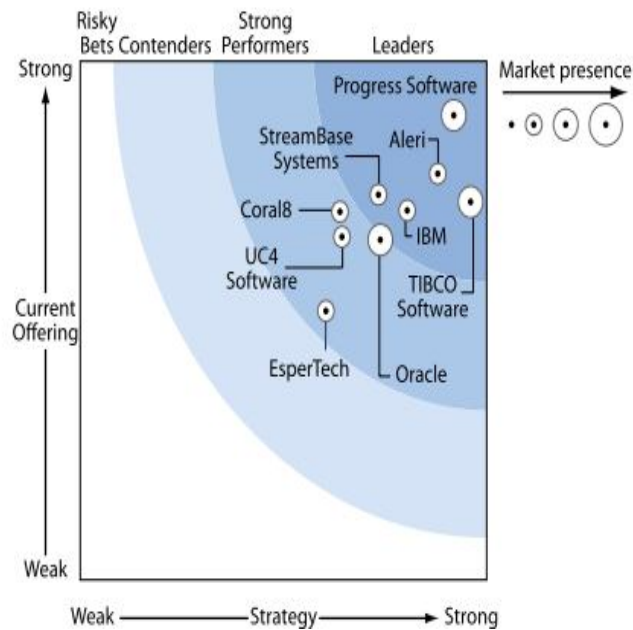 Risky
Bets
Contenders
Strong
Performers
Leaders
Strong
Market presence
Progress Software
StreamBase
Systems
Aleri
Coral8
IBM
UC4
Software
TIBCO
Software
Current
Offering
EsperTech
Oracle
Weak
Weak
Strategy
Strong